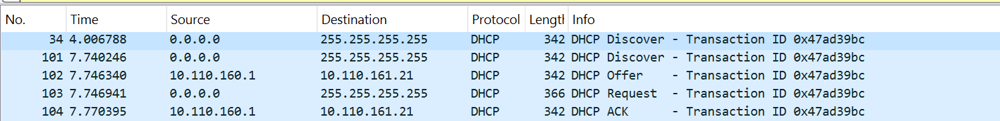 No. Time Source Destination Protocol Length Info
34 4.006788 0.0.0.0 255.255.255.255 DHCP 342 DHCP Discover - Transaction ID 0x47ad39bc
101 7.740246 0.0.0.0 255.255.255.255 DHCP 342 DHCP Discover - Transaction ID 0x47ad39bc
102 7.746340 10.110.160.1 10.110.161.21 DHCP 342 DHCP Offer - Transaction ID 0x47ad39bc
103 7.746941 0.0.0.0 255.255.255.255 DHCP 366 DHCP Request - Transaction ID 0x47ad39bc
104 7.770395 10.110.160.1 10.110.161.21 DHCP 342 DHCP ACK - Transaction ID 0x47ad39bc